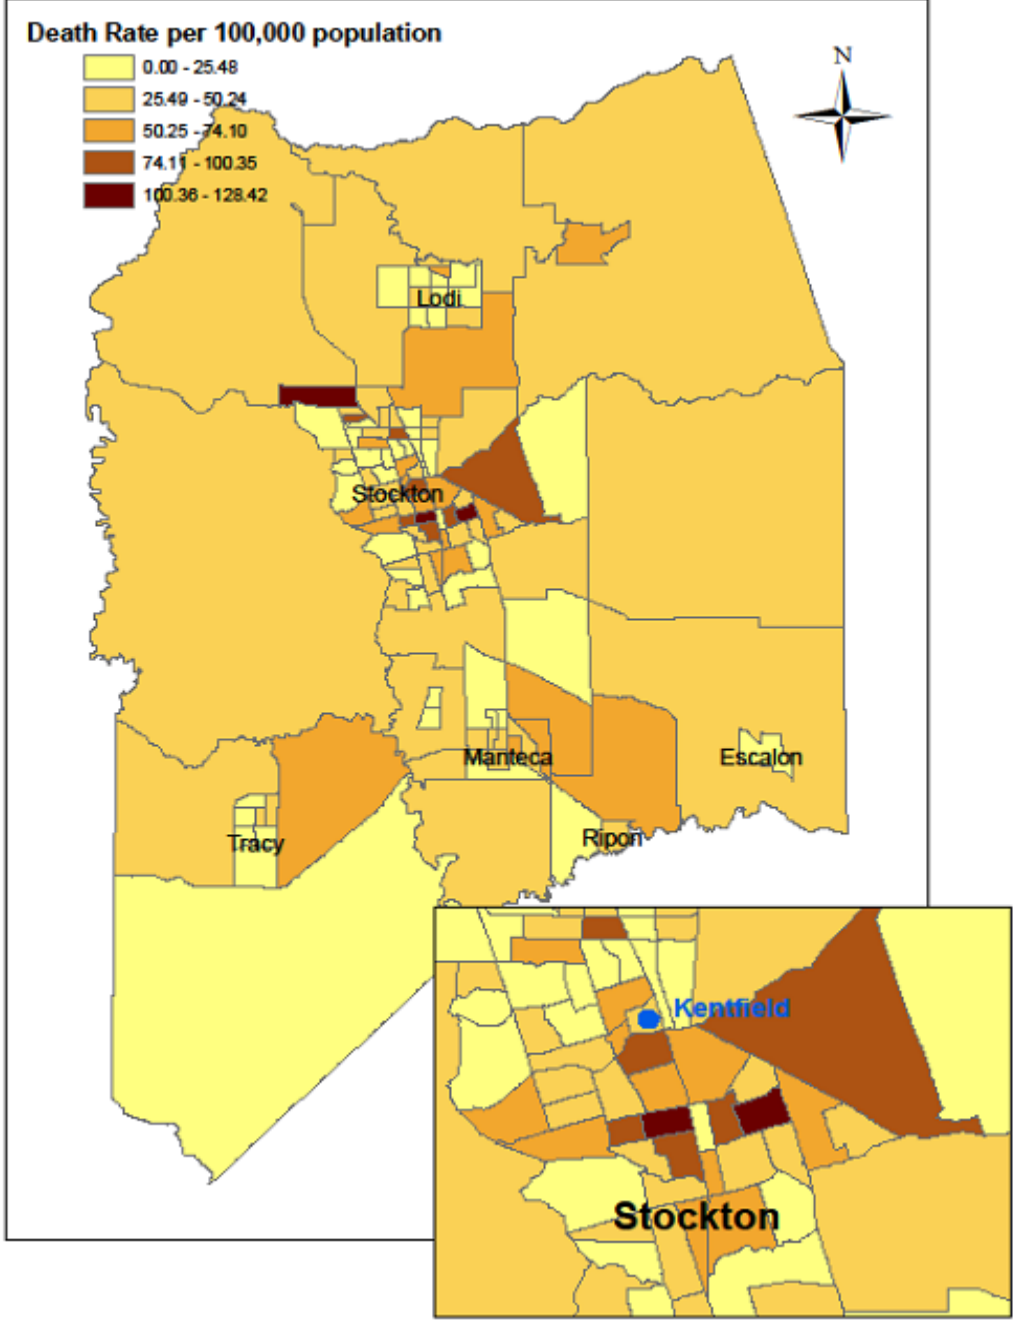 Death Rate per 100,000 population
0.00 - 25.48
25.49 - 50.24
50.25 - 74.10
74.11 - 100.35
100.36 - 128.42
N
Lodi
Stockton
Manteca
Escalon
Tracy
Ripon
Kentfield
Stockton